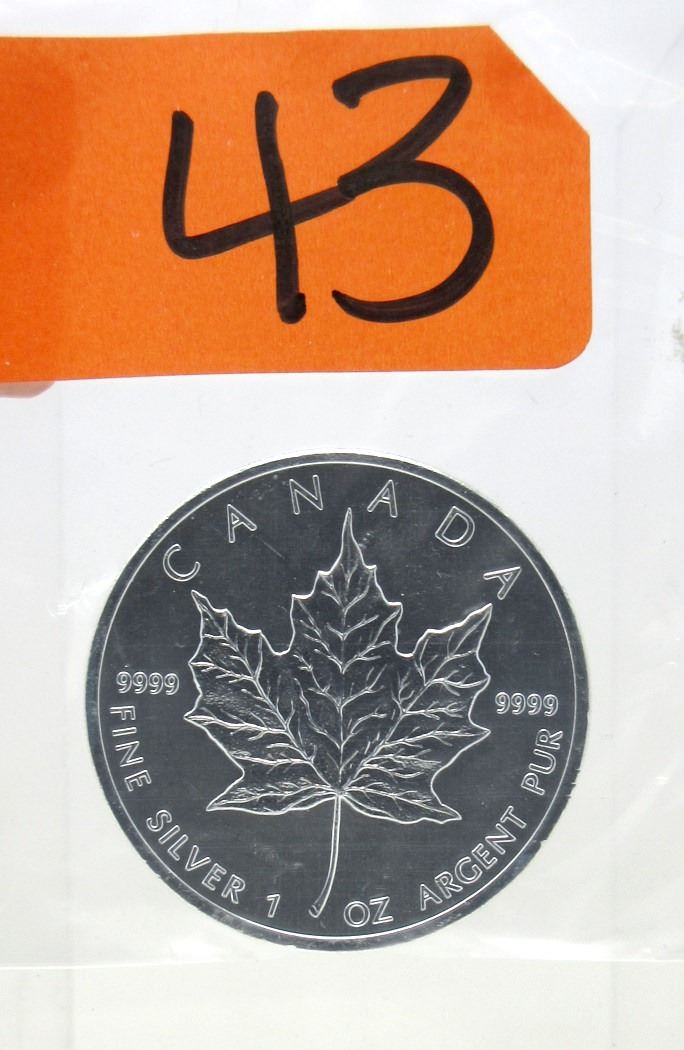 43
CANADA
9999
9999
FINE SILVER 1 OZ ARGENT PUR